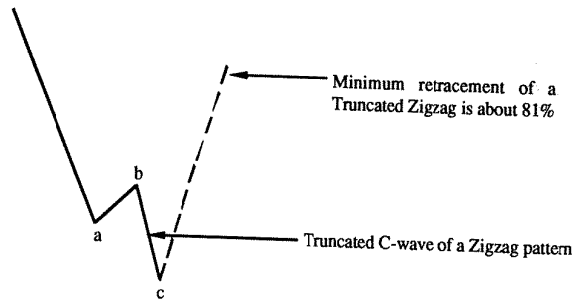 Minimum retracement of a
Truncated Zigzag is about 81%
b
a
Truncated C-wave of a Zigzag pattern
c